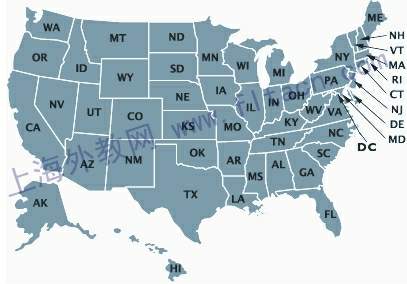 ME
WA
NH
MT
ND
VT
OR
MN
ID
NY
MA
SD
WI
MI
RI
WY
PA
CT
IA
NE
OH
NJ
NV
IL
IN
DE
UT
WV
VA
MD
CO
CA
KS
MO
KY
DC
NC
TN
OK
SC
AZ
NM
AR
MS
AL
GA
TX
LA
AK
FL
HI
上海外教网 www.filtasn.com